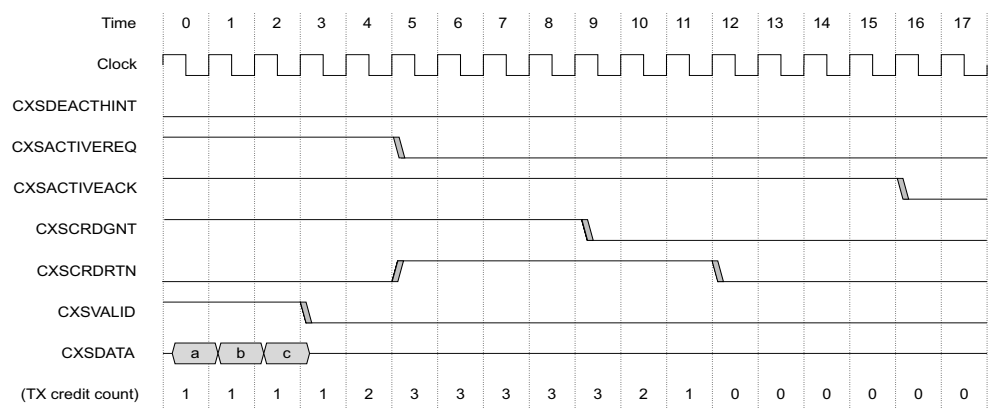 Time 0 1 2 3 4 5 6 7 8 9 10 11 12 13 14 15 16 17
Clock
CXSDEACTHINT
CXSACTIVEREQ
CXSACTIVEACK
CXSCRDGNT
CXSCRDRTN
CXSVALID
CXSDATA a b c
(TX credit count) 1 1 1 1 2 3 3 3 3 3 2 1 0 0 0 0 0 0